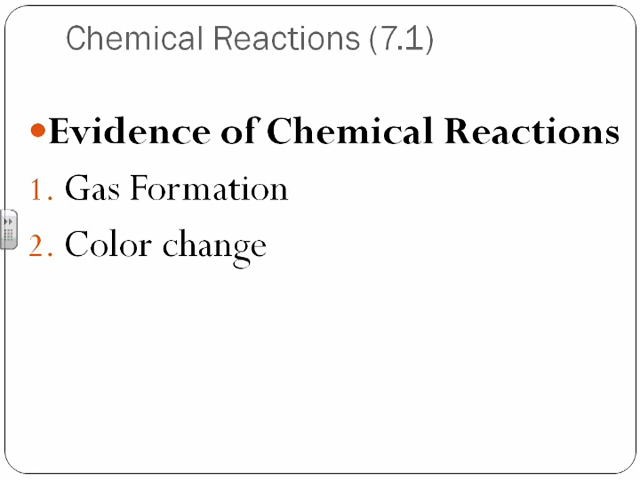 Chemical Reactions (7.1)
•Evidence of Chemical Reactions
1. Gas Formation
2. Color change